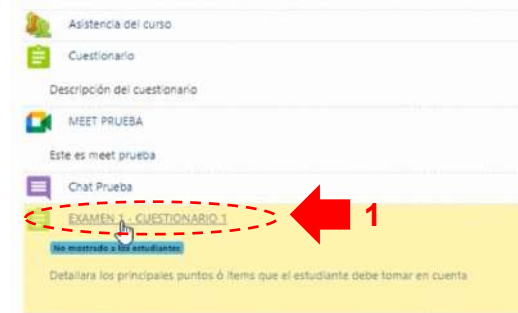 Asistencia del curso
Cuestionario
Descripción del cuestionario
MEET PRUEBA
Este es meet prueba
Chat Prueba
EXAMEN 1 - CUESTIONARIO 1
1
No mostrado a los estudiantes
Detallara los principales puntos ó ítems que el estudiante debe tomar en cuenta